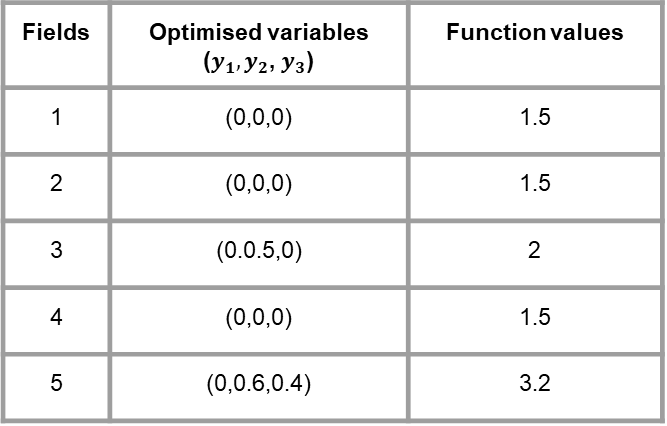 Fields Optimised variables Function values
(y₁, y₂, y₃)
1 (0,0,0) 1.5
2 (0,0,0) 1.5
3 (0.0.5,0) 2
4 (0,0,0) 1.5
5 (0,0.6,0.4) 3.2